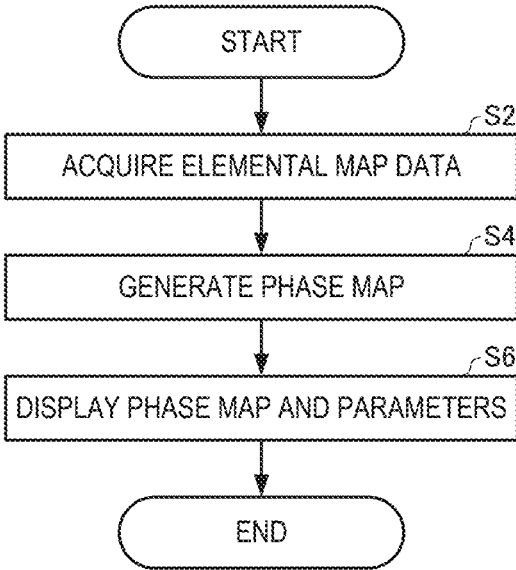 START
S2
ACQUIRE ELEMENTAL MAP DATA
S4
GENERATE PHASE MAP
S6
DISPLAY PHASE MAP AND PARAMETERS
END